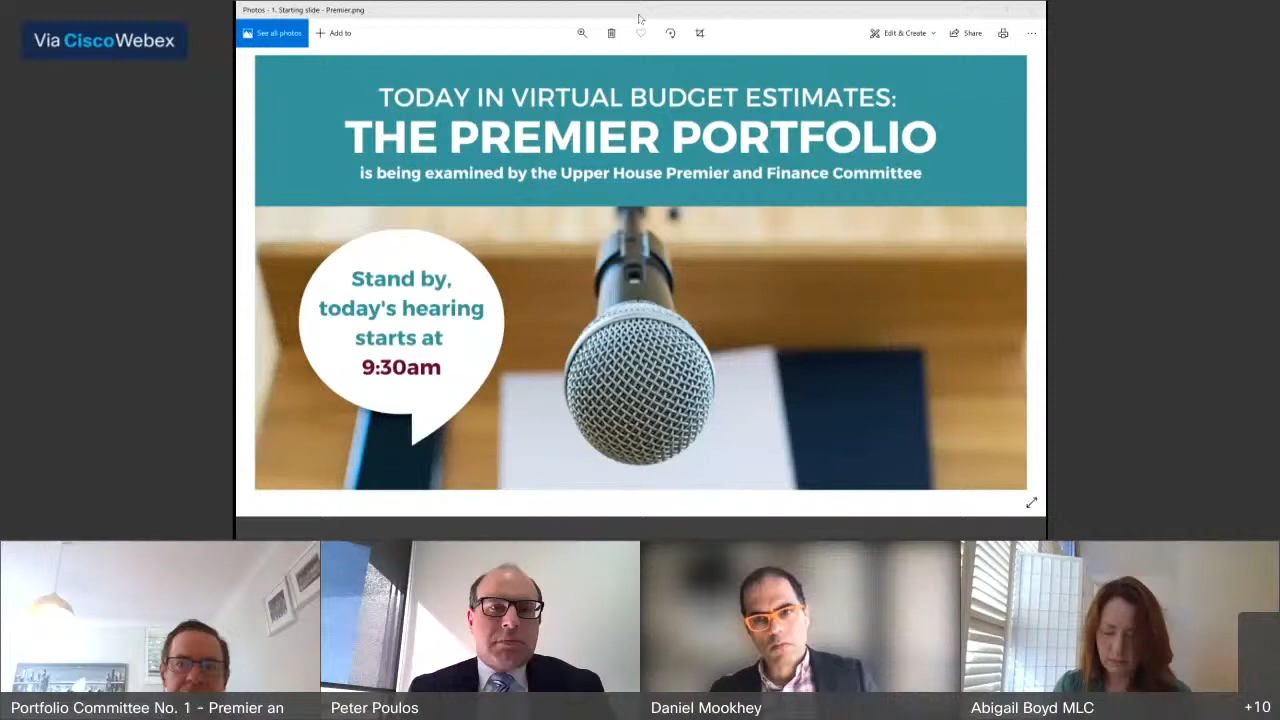 Via Cisco Webex
Photos - 1. Starting slide - Premier.png
See all photos
Add to
Edit & Create
Share
TODAY IN VIRTUAL BUDGET ESTIMATES:
THE PREMIER PORTFOLIO
is being examined by the Upper House Premier and Finance Committee
Stand by,
today's hearing
starts at
9:30am
Portfolio Committee No. 1 - Premier an
Peter Poulos
Daniel Mookhey
Abigail Boyd MLC
+10